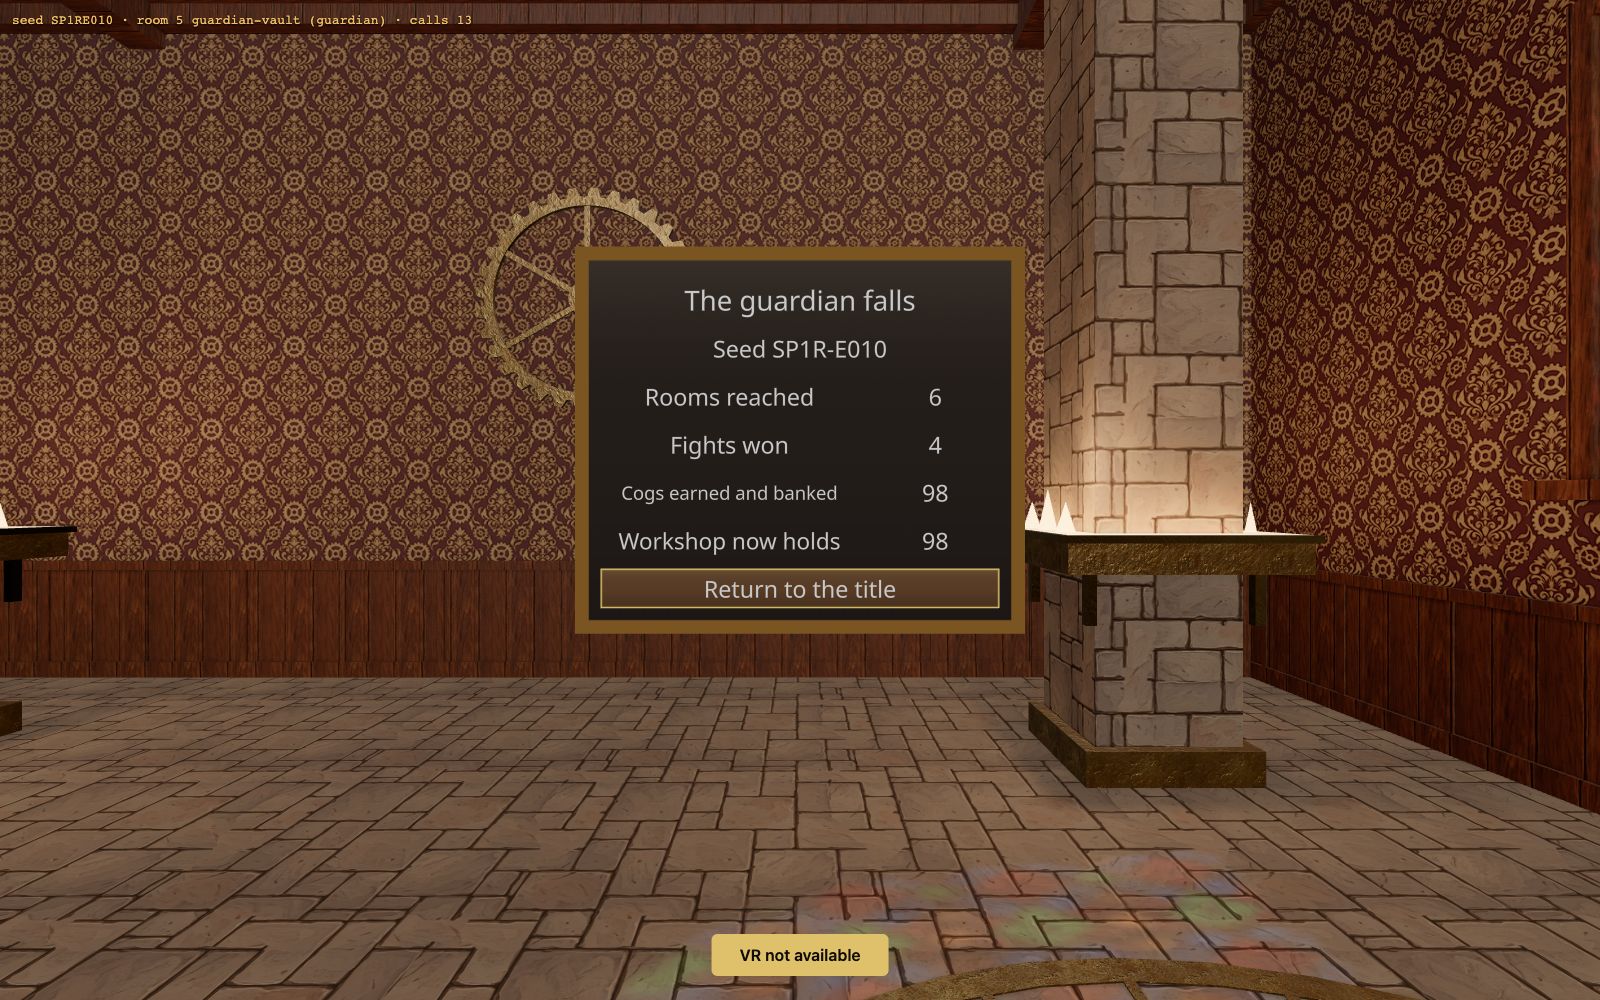 seed SP1RE010 · room 5 guardian-vault (guardian) · calls 13
The guardian falls
Seed SP1R-E010
Rooms reached 6
Fights won 4
Cogs earned and banked 98
Workshop now holds 98
Return to the title
VR not available